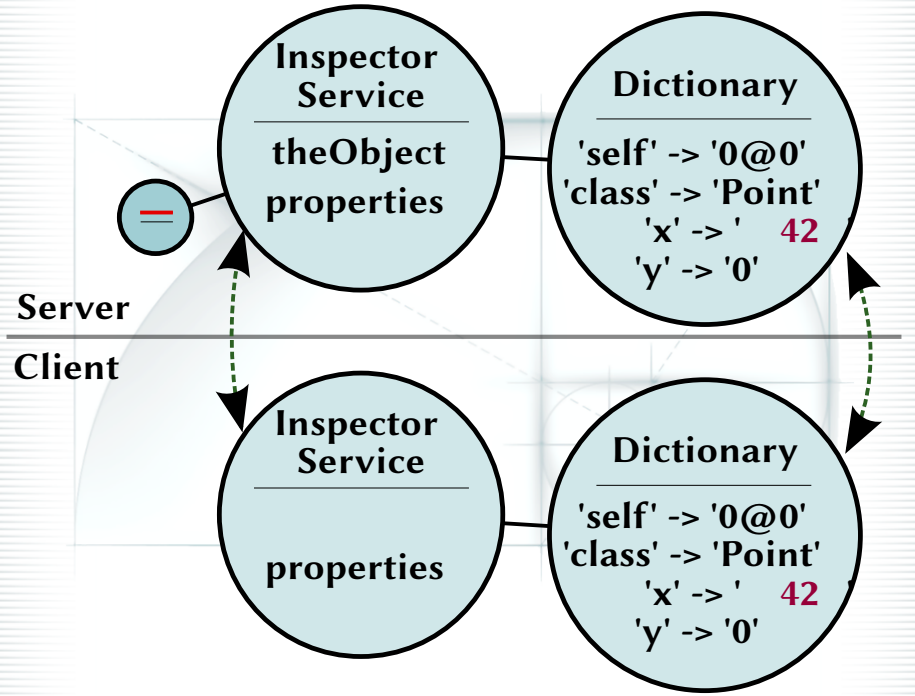 Inspector
Service
theObject
properties
Dictionary
'self' -> '0@0'
'class' -> 'Point'
'x' -> ' 42 '
'y' -> '0'
Server
Client
Inspector
Service
properties
Dictionary
'self' -> '0@0'
'class' -> 'Point'
'x' -> ' 42 '
'y' -> '0'